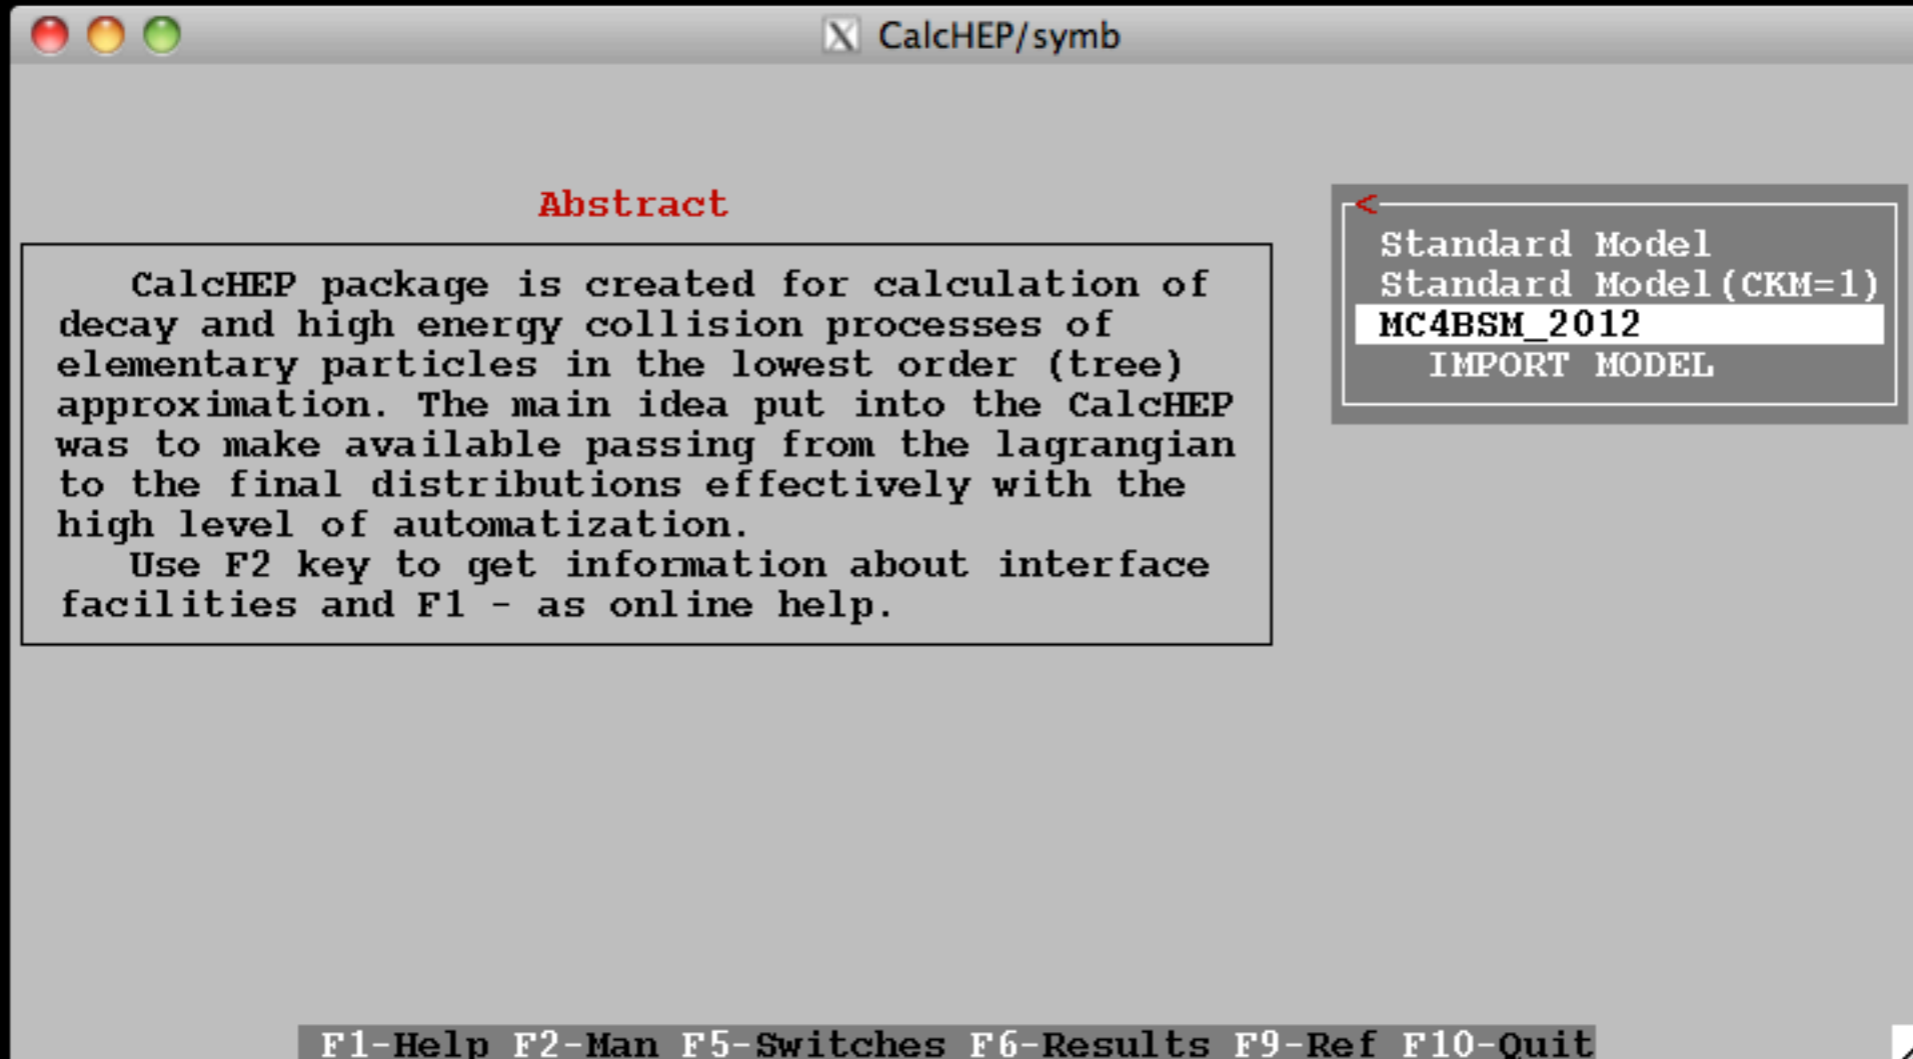 CalcHEP/symb
Abstract
CalcHEP package is created for calculation of
decay and high energy collision processes of
elementary particles in the lowest order (tree)
approximation. The main idea put into the CalcHEP
was to make available passing from the lagrangian
to the final distributions effectively with the
high level of automatization.
Use F2 key to get information about interface
facilities and F1 - as online help.
<
Standard Model
Standard Model(CKM=1)
MC4BSM_2012
IMPORT MODEL
F1-Help F2-Man F5-Switches F6-Results F9-Ref F10-Quit